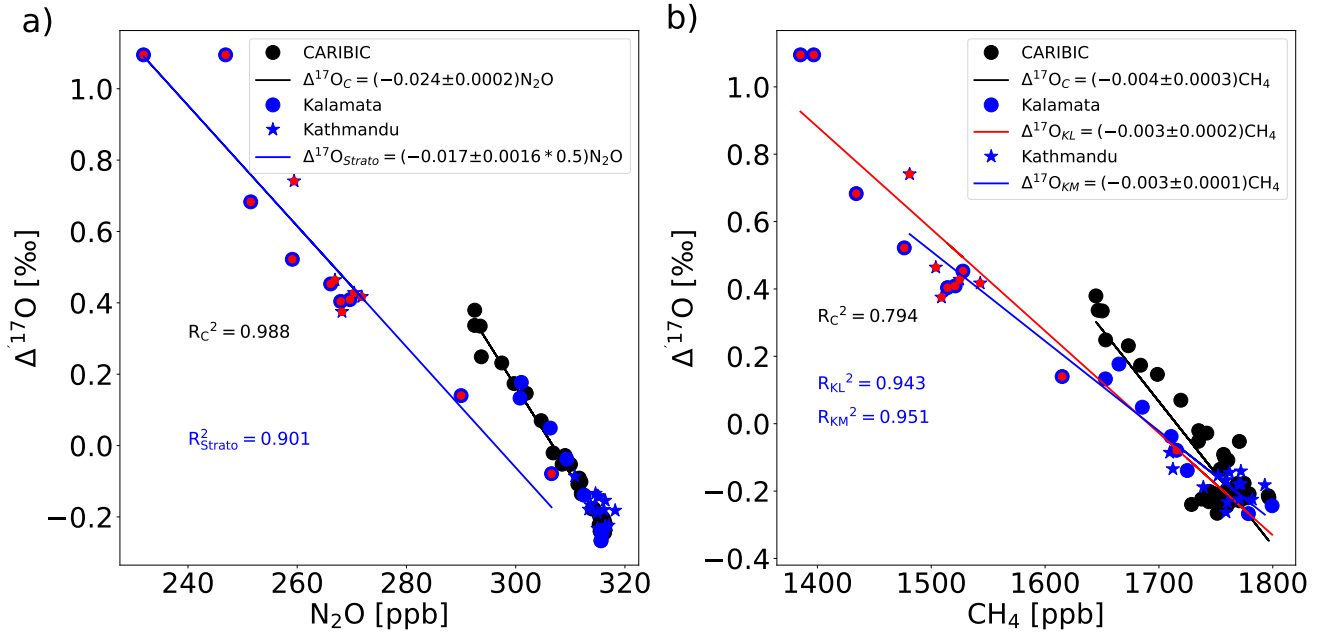 a)
CARIBIC
Δ¹⁷O_C = (−0.024±0.0002)N₂O
Kalamata
Kathmandu
Δ¹⁷O_Strato = (−0.017±0.0016 * 0.5)N₂O
R_C² = 0.988
R²_Strato = 0.901
1.0
0.8
0.6
0.4
0.2
0.0
−0.2
Δ′¹⁷O [‰]
240
260
280
300
320
N₂O [ppb]
b)
CARIBIC
Δ¹⁷O_C = (−0.004±0.0003)CH₄
Kalamata
Δ¹⁷O_KL = (−0.003±0.0002)CH₄
Kathmandu
Δ¹⁷O_KM = (−0.003±0.0001)CH₄
R_C² = 0.794
R_KL² = 0.943
R_KM² = 0.951
1.0
0.8
0.6
0.4
0.2
0.0
−0.2
−0.4
Δ′¹⁷O [‰]
1400
1500
1600
1700
1800
CH₄ [ppb]